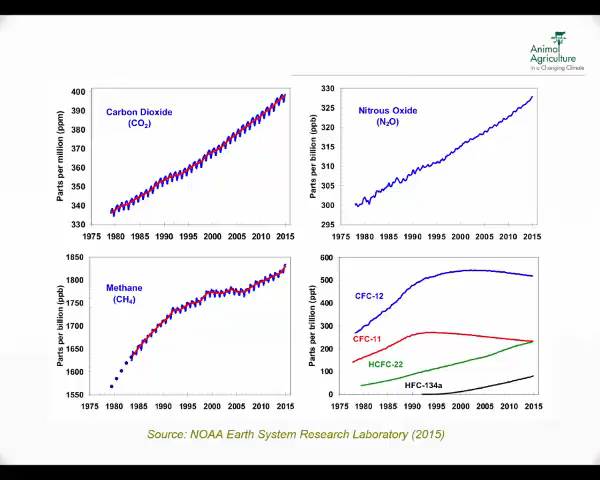 Animal
Agriculture
in a Changing Climate
Carbon Dioxide
(CO₂)
Parts per million (ppm)
400
390
380
370
360
350
340
330
1975 1980 1985 1990 1995 2000 2005 2010 2015
Nitrous Oxide
(N₂O)
Parts per billion (ppb)
330
325
320
315
310
305
300
295
1975 1980 1985 1990 1995 2000 2005 2010 2015
Methane
(CH₄)
Parts per billion (ppb)
1850
1800
1750
1700
1650
1600
1550
1975 1980 1985 1990 1995 2000 2005 2010 2015
CFC-12
CFC-11
HCFC-22
HFC-134a
Parts per trillion (ppt)
600
500
400
300
200
100
0
1975 1980 1985 1990 1995 2000 2005 2010 2015
Source: NOAA Earth System Research Laboratory (2015)